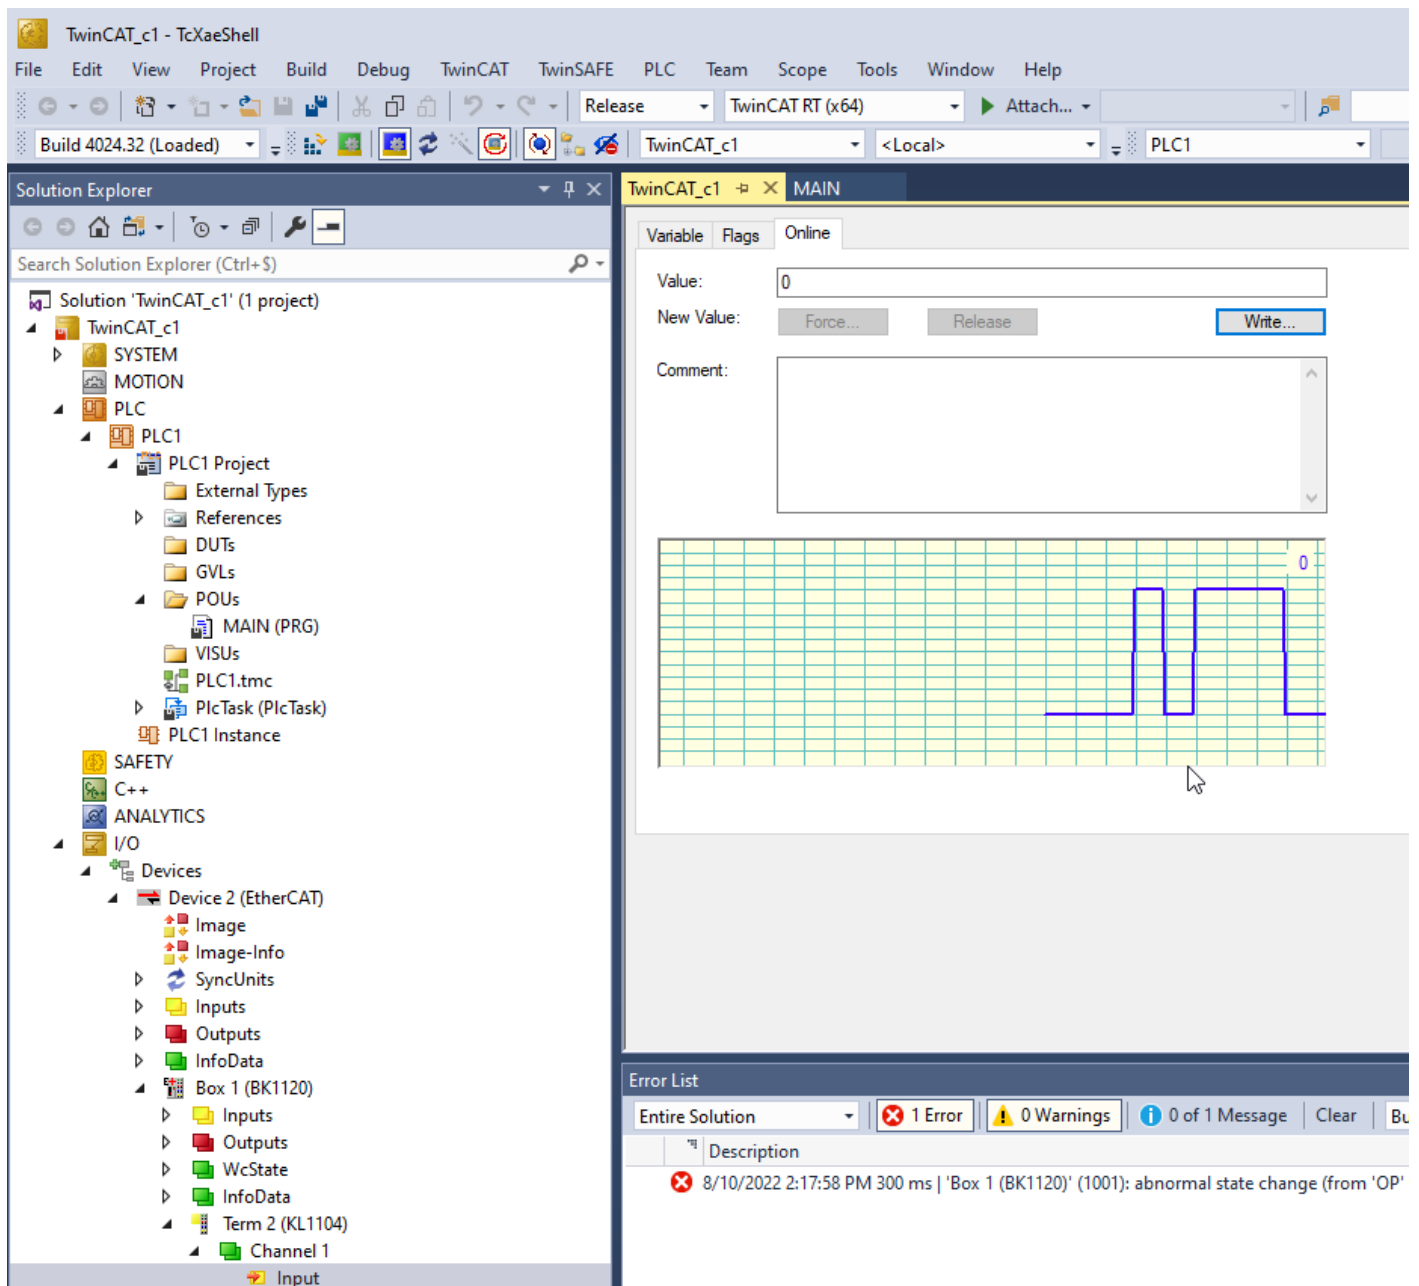 TwinCAT_c1 - TcXaeShell
File Edit View Project Build Debug TwinCAT TwinSAFE PLC Team Scope Tools Window Help
Release TwinCAT RT (x64) Attach...
Build 4024.32 (Loaded) TwinCAT_c1 <Local> PLC1
Solution Explorer
Search Solution Explorer (Ctrl+$)
Solution 'TwinCAT_c1' (1 project)
TwinCAT_c1
SYSTEM
MOTION
PLC
PLC1
PLC1 Project
External Types
References
DUTs
GVLs
POUs
MAIN (PRG)
VISUs
PLC1.tmc
PlcTask (PlcTask)
PLC1 Instance
SAFETY
C++
ANALYTICS
I/O
Devices
Device 2 (EtherCAT)
Image
Image-Info
SyncUnits
Inputs
Outputs
InfoData
Box 1 (BK1120)
Inputs
Outputs
WcState
InfoData
Term 2 (KL1104)
Channel 1
Input
TwinCAT_c1 MAIN
Variable Flags Online
Value: 0
New Value: Force... Release Write...
Comment:
0
Error List
Entire Solution 1 Error 0 Warnings 0 of 1 Message Clear Bu
Description
8/10/2022 2:17:58 PM 300 ms | 'Box 1 (BK1120)' (1001): abnormal state change (from 'OP'